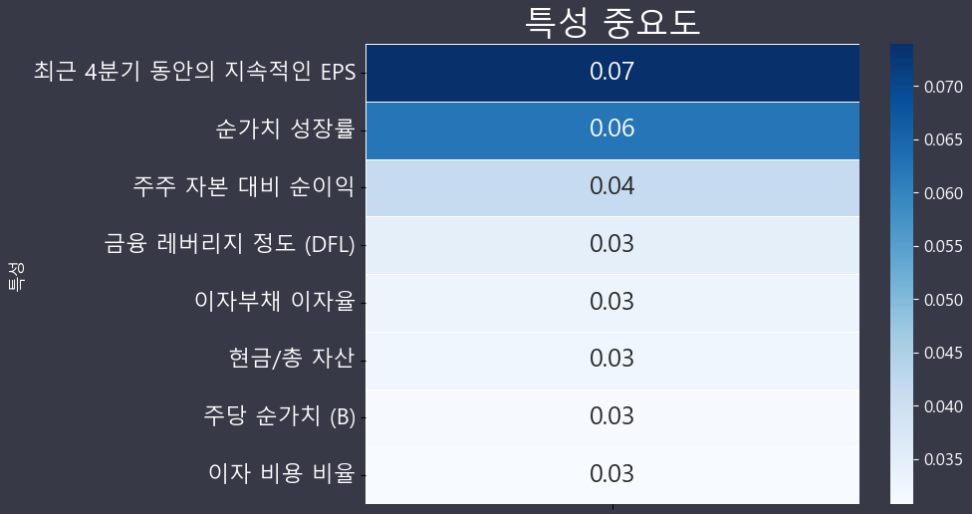 특성 중요도
최근 4분기 동안의 지속적인 EPS
0.07
순가치 성장률
0.06
주주 자본 대비 순이익
0.04
금융 레버리지 정도 (DFL)
0.03
이자부채 이자율
0.03
현금/총 자산
0.03
주당 순가치 (B)
0.03
이자 비용 비율
0.03
특성
0.070
0.065
0.060
0.055
0.050
0.045
0.040
0.035